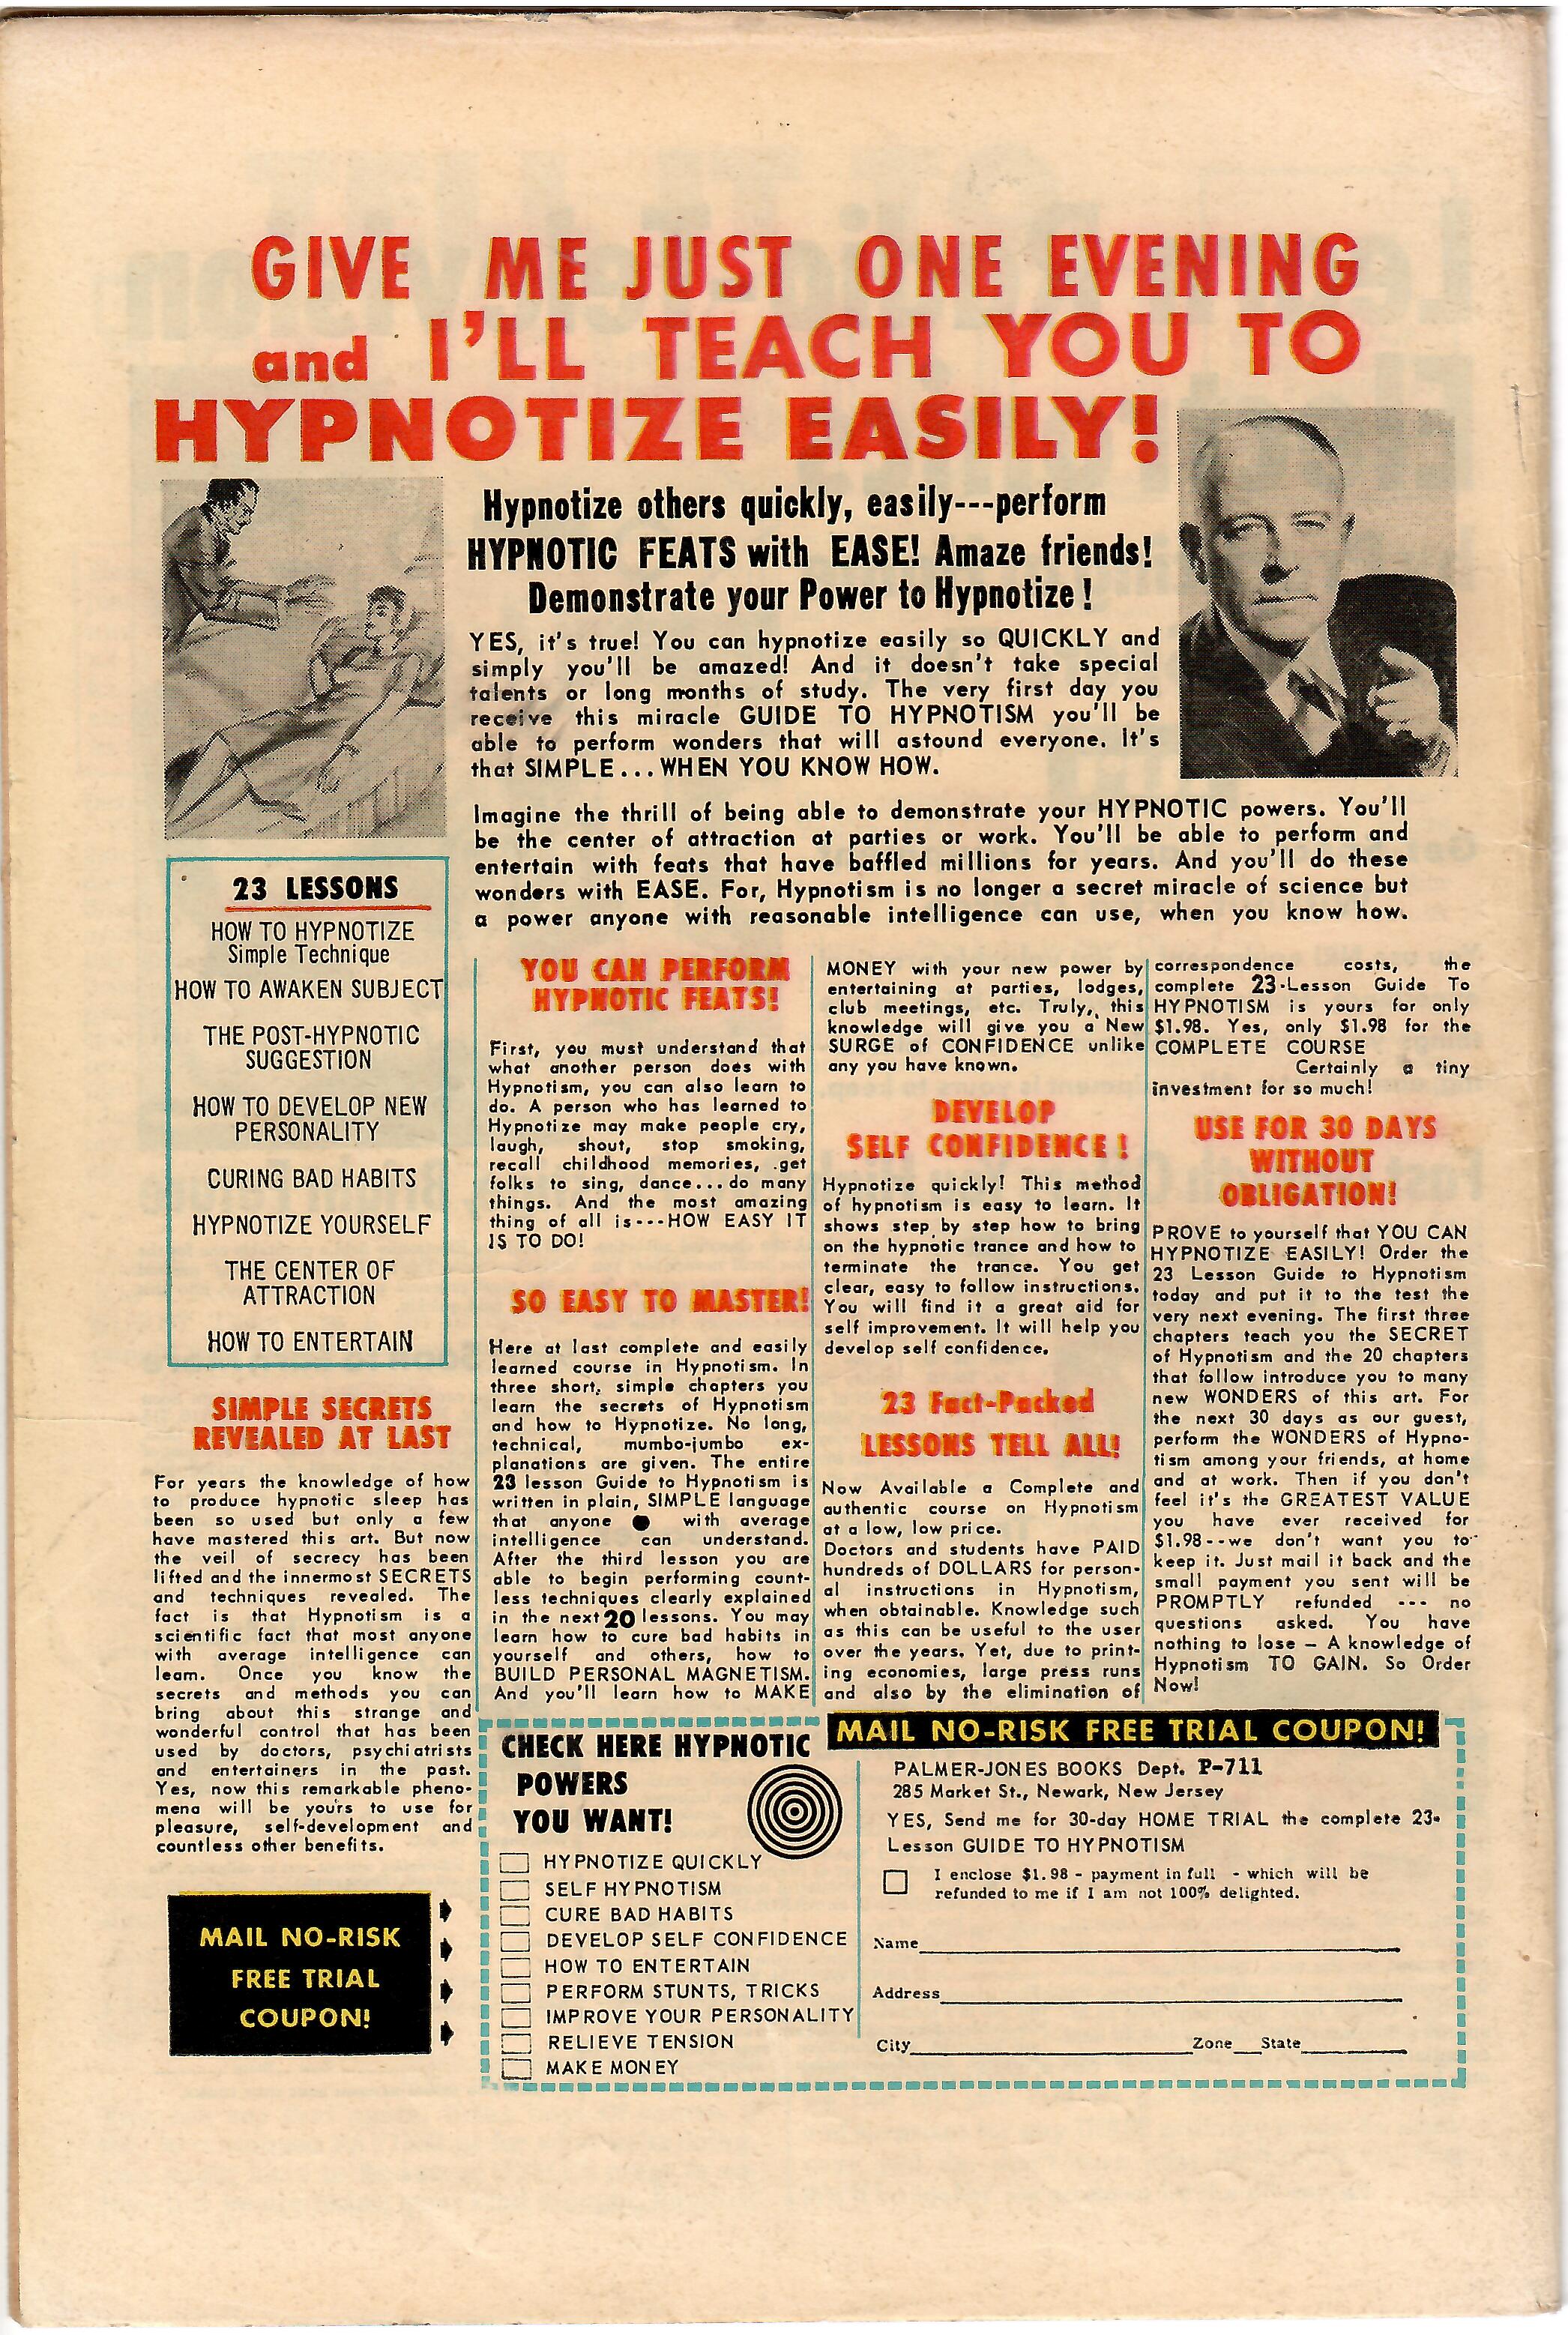 GIVE ME JUST ONE EVENING
and I'LL TEACH YOU TO
HYPNOTIZE EASILY!
Hypnotize others quickly, easily---perform
HYPNOTIC FEATS with EASE! Amaze friends!
Demonstrate your Power to Hypnotize!
YES, it's true! You can hypnotize easily so QUICKLY and
simply you'll be amazed! And it doesn't take special
talents or long months of study. The very first day you
receive this miracle GUIDE TO HYPNOTISM you'll be
able to perform wonders that will astound everyone. It's
that SIMPLE...WHEN YOU KNOW HOW.
Imagine the thrill of being able to demonstrate your HYPNOTIC powers. You'll
be the center of attraction at parties or work. You'll be able to perform and
entertain with feats that have baffled millions for years. And you'll do these
wonders with EASE. For, Hypnotism is no longer a secret miracle of science but
a power anyone with reasonable intelligence can use, when you know how.
23 LESSONS
HOW TO HYPNOTIZE
Simple Technique
HOW TO AWAKEN SUBJECT
THE POST-HYPNOTIC
SUGGESTION
HOW TO DEVELOP NEW
PERSONALITY
CURING BAD HABITS
HYPNOTIZE YOURSELF
THE CENTER OF
ATTRACTION
HOW TO ENTERTAIN
SIMPLE SECRETS
REVEALED AT LAST
For years the knowledge of how
to produce hypnotic sleep has
been so used but only a few
have mastered this art. But now
the veil of secrecy has been
lifted and the innermost SECRETS
and techniques revealed. The
fact is that Hypnotism is a
scientific fact that most anyone
with average intelligence can
learn. Once you know the
secrets and methods you can
bring about this strange and
wonderful control that has been
used by doctors, psychiatrists
and entertainers in the past.
Yes, now this remarkable pheno-
mena will be yours to use for
pleasure, self-development and
countless other benefits.
MAIL NO-RISK
FREE TRIAL
COUPON!
YOU CAN PERFORM
HYPNOTIC FEATS!
First, you must understand that
what another person does with
Hypnotism, you can also learn to
do. A person who has learned to
Hypnotize may make people cry,
laugh, shout, stop smoking,
recall childhood memories, .get
folks to sing, dance...do many
things. And the most amazing
thing of all is---HOW EASY IT
IS TO DO!
SO EASY TO MASTER!
Here at last complete and easily
learned course in Hypnotism. In
three short, simple chapters you
learn the secrets of Hypnotism
and how to Hypnotize. No long,
technical, mumbo-jumbo ex-
planations are given. The entire
23 lesson Guide to Hypnotism is
written in plain, SIMPLE language
that anyone with average
intelligence can understand.
After the third lesson you are
able to begin performing count-
less techniques clearly explained
in the next 20 lessons. You may
learn how to cure bad habits in
yourself and others, how to
BUILD PERSONAL MAGNETISM.
And you'll learn how to MAKE
MONEY with your new power by
entertaining at parties, lodges,
club meetings, etc. Truly, this
knowledge will give you a New
SURGE of CONFIDENCE unlike
any you have known.
DEVELOP
SELF CONFIDENCE!
Hypnotize quickly! This method
of hypnotism is easy to learn. It
shows step by step how to bring
on the hypnotic trance and how to
terminate the trance. You get
clear, easy to follow instructions.
You will find it a great aid for
self improvement. It will help you
develop self confidence.
23 Fact-Packed
LESSONS TELL ALL!
Now Available a Complete and
authentic course on Hypnotism
at a low, low price.
Doctors and students have PAID
hundreds of DOLLARS for person-
al instructions in Hypnotism,
when obtainable. Knowledge such
as this can be useful to the user
over the years. Yet, due to print-
ing economies, large press runs
and also by the elimination of
correspondence costs, the
complete 23-Lesson Guide To
HYPNOTISM is yours for only
$1.98. Yes, only $1.98 for the
COMPLETE COURSE
Certainly a tiny
investment for so much!
USE FOR 30 DAYS
WITHOUT
OBLIGATION!
PROVE to yourself that YOU CAN
HYPNOTIZE EASILY! Order the
23 Lesson Guide to Hypnotism
today and put it to the test the
very next evening. The first three
chapters teach you the SECRET
of Hypnotism and the 20 chapters
that follow introduce you to many
new WONDERS of this art. For
the next 30 days as our guest,
perform the WONDERS of Hypno-
tism among your friends, at home
and at work. Then if you don't
feel it's the GREATEST VALUE
you have ever received for
$1.98--we don't want you to
keep it. Just mail it back and the
small payment you sent will be
PROMPTLY refunded --- no
questions asked. You have
nothing to lose — A knowledge of
Hypnotism TO GAIN. So Order
Now!
CHECK HERE HYPNOTIC
POWERS
YOU WANT!
HYPNOTIZE QUICKLY
SELF HYPNOTISM
CURE BAD HABITS
DEVELOP SELF CONFIDENCE
HOW TO ENTERTAIN
PERFORM STUNTS, TRICKS
IMPROVE YOUR PERSONALITY
RELIEVE TENSION
MAKE MONEY
MAIL NO-RISK FREE TRIAL COUPON!
PALMER-JONES BOOKS Dept. P-711
285 Market St., Newark, New Jersey
YES, Send me for 30-day HOME TRIAL the complete 23-
Lesson GUIDE TO HYPNOTISM
I enclose $1.98 - payment in full - which will be
refunded to me if I am not 100% delighted.
Name
Address
City Zone State